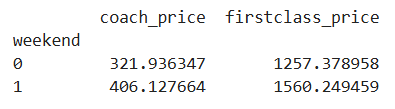 coach_price firstclass_price
weekend
0 321.936347 1257.378958
1 406.127664 1560.249459